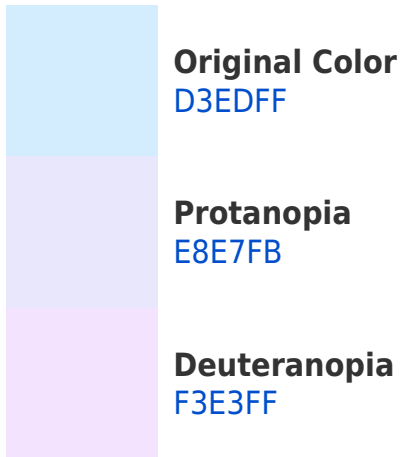 Original Color
D3EDFF
Protanopia
E8E7FB
Deuteranopia
F3E3FF